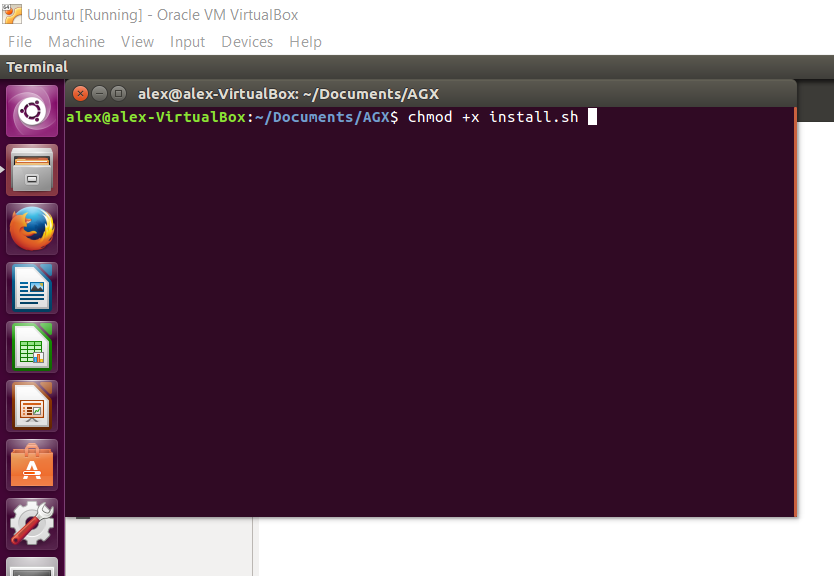 Ubuntu [Running] - Oracle VM VirtualBox
File Machine View Input Devices Help
Terminal
alex@alex-VirtualBox: ~/Documents/AGX
alex@alex-VirtualBox:~/Documents/AGX$ chmod +x install.sh